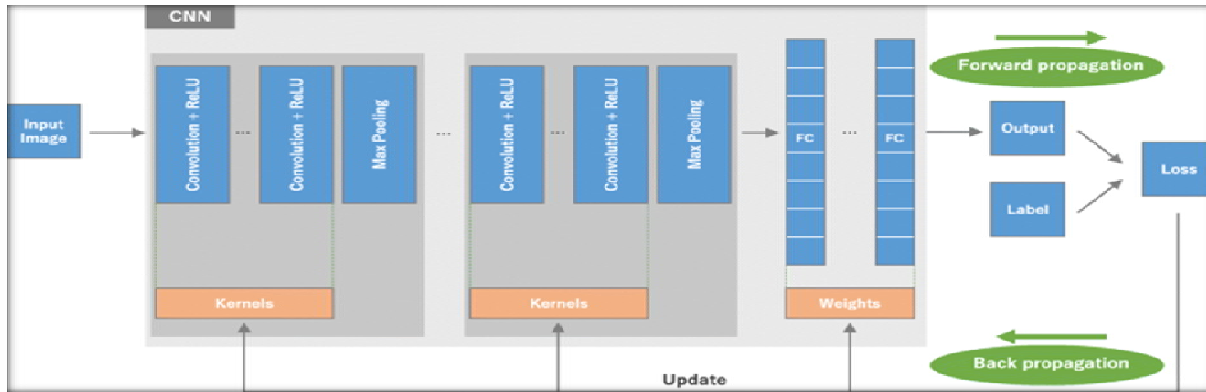 CNN
Forward propagation
Input
Image
Convolution + ReLU
...
Convolution + ReLU
Max Pooling
...
Convolution + ReLU
...
Convolution + ReLU
Max Pooling
...
FC
...
FC
Output
Label
Loss
Kernels
Kernels
Weights
Back propagation
Update